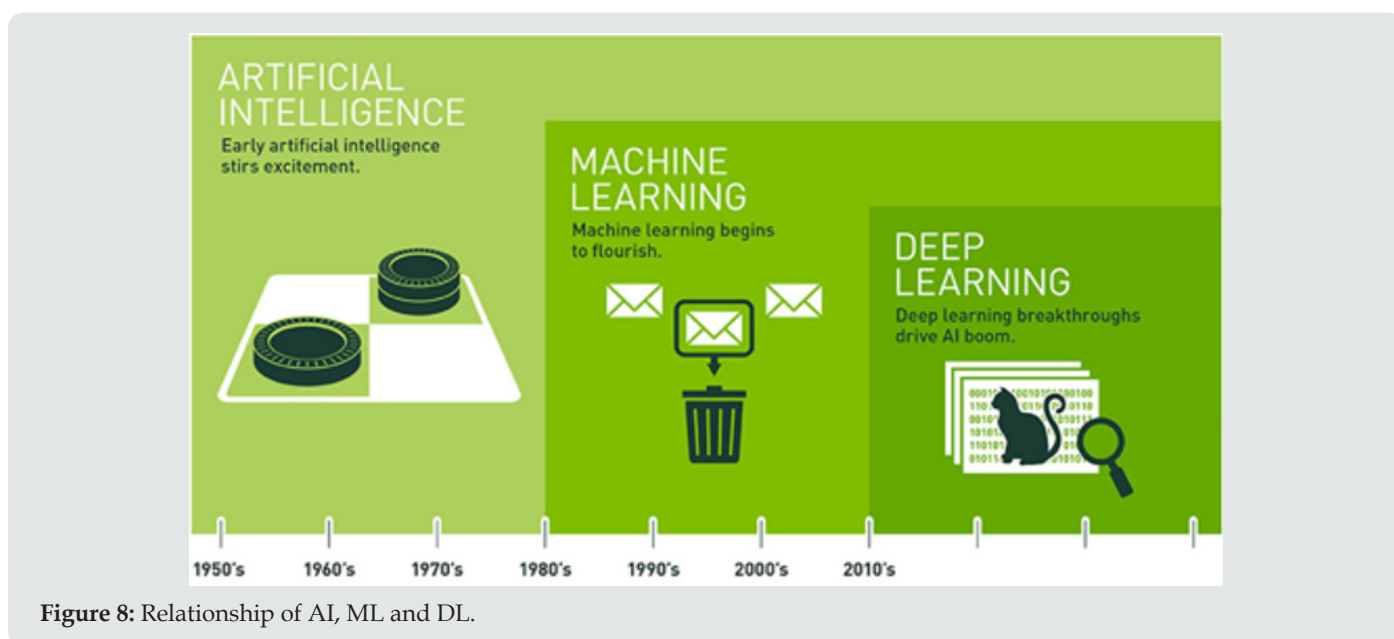 ARTIFICIAL
INTELLIGENCE
Early artificial intelligence
stirs excitement.
MACHINE
LEARNING
Machine learning begins
to flourish.
DEEP
LEARNING
Deep learning breakthroughs
drive AI boom.
1950's 1960's 1970's 1980's 1990's 2000's 2010's
Figure 8: Relationship of AI, ML and DL.